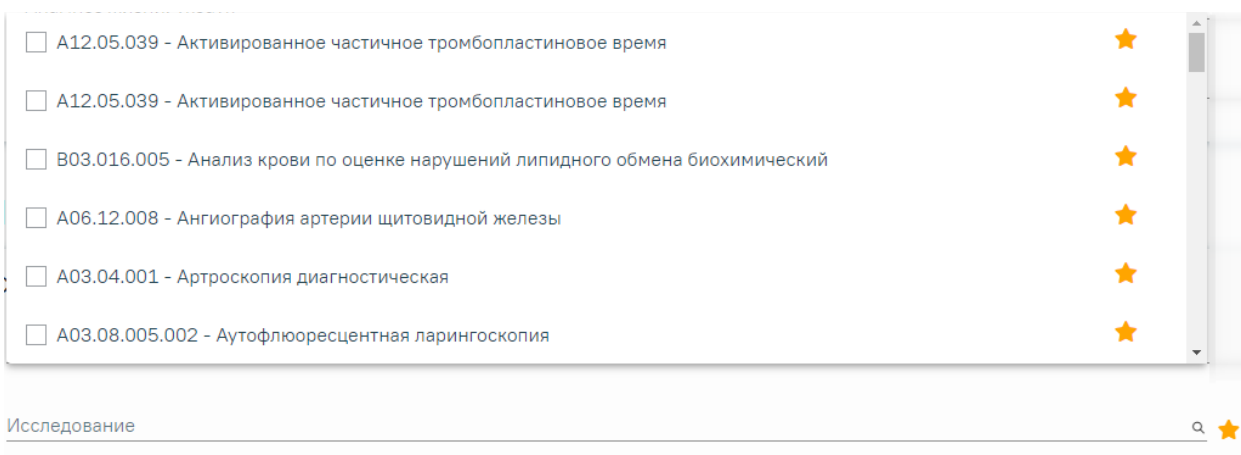 A12.05.039 - Активированное частичное тромбопластиновое время
A12.05.039 - Активированное частичное тромбопластиновое время
B03.016.005 - Анализ крови по оценке нарушений липидного обмена биохимический
A06.12.008 - Ангиография артерии щитовидной железы
A03.04.001 - Артроскопия диагностическая
A03.08.005.002 - Аутофлюоресцентная ларингоскопия
Исследование